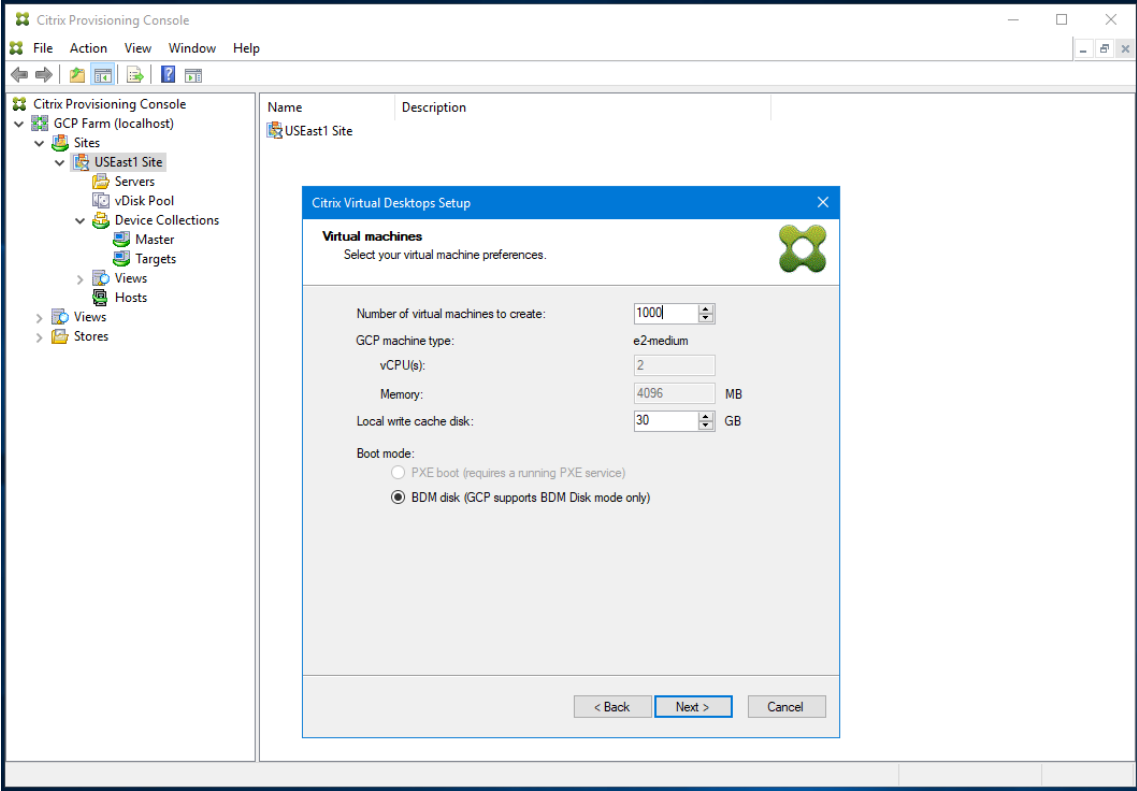 Citrix Provisioning Console
File Action View Window Help
Citrix Provisioning Console
GCP Farm (localhost)
Sites
USEast1 Site
Servers
vDisk Pool
Device Collections
Master
Targets
Views
Hosts
Views
Stores
Name Description
USEast1 Site
Citrix Virtual Desktops Setup
Virtual machines
Select your virtual machine preferences.
Number of virtual machines to create: 1000
GCP machine type: e2-medium
vCPU(s): 2
Memory: 4096 MB
Local write cache disk: 30 GB
Boot mode:
PXE boot (requires a running PXE service)
BDM disk (GCP supports BDM Disk mode only)
< Back Next > Cancel